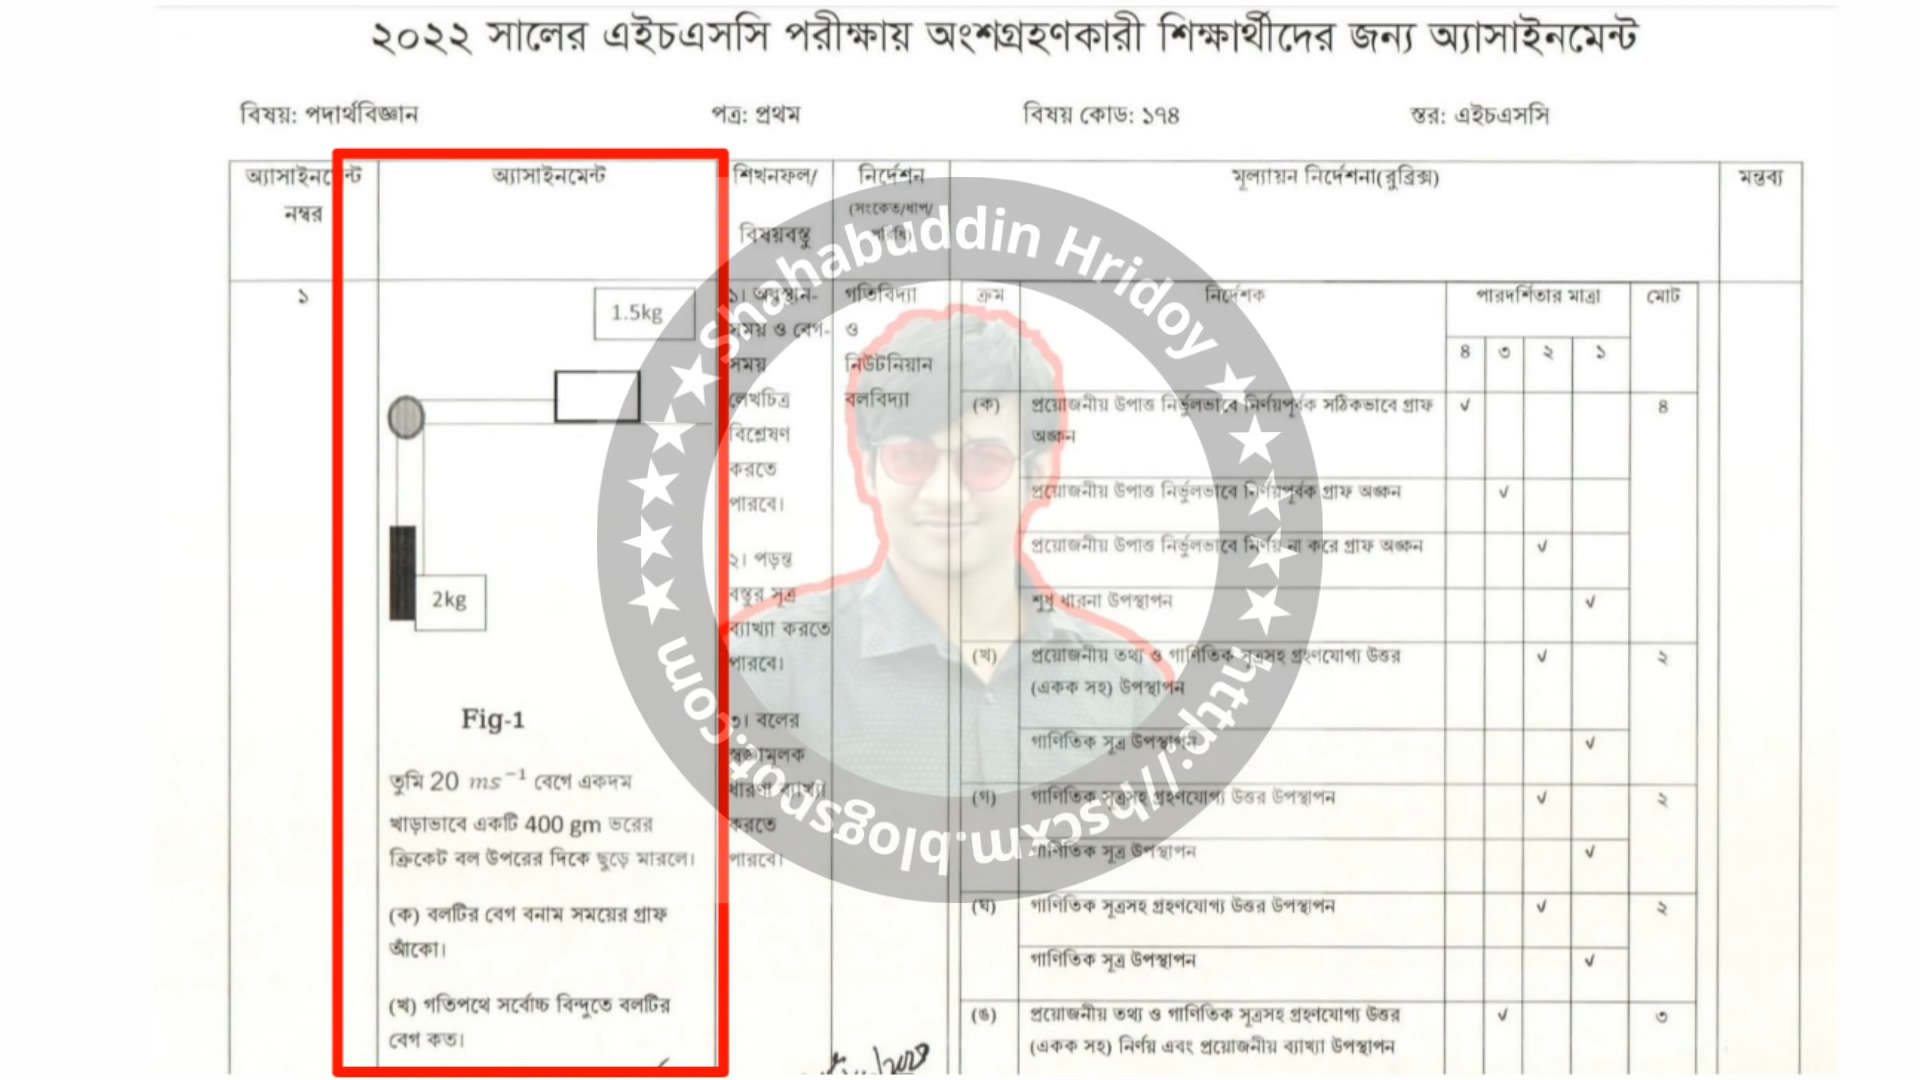 ২০২২ সালের এইচএসসি পরীক্ষায় অংশগ্রহণকারী শিক্ষার্থীদের জন্য অ্যাসাইনমেন্ট
বিষয়: পদার্থবিজ্ঞান পত্র: প্রথম বিষয় কোড: ১৭৪ স্তর: এইচএসসি
অ্যাসাইনমেন্ট
নম্বর
অ্যাসাইনমেন্ট
শিখনফল/
বিষয়বস্তু
নির্দেশন
(সংকেত/ধাপ/
পরিধি)
মূল্যায়ন নির্দেশনা(রুব্রিক্স)
মন্তব্য
১
1.5kg
2kg
Fig-1
তুমি 20 ms⁻¹ বেগে একদম
খাড়াভাবে একটি 400 gm ভরের
ক্রিকেট বল উপরের দিকে ছুড়ে মারলে।
(ক) বলটির বেগ বনাম সময়ের গ্রাফ
আঁকো।
(খ) গতিপথে সর্বোচ্চ বিন্দুতে বলটির
বেগ কত।
১। অবস্থান-
সময় ও বেগ-
সময়
লেখচিত্র
বিশ্লেষণ
করতে
পারবে।
২। পড়ন্ত
বস্তুর সূত্র
ব্যাখ্যা করতে
পারবে।
৩। বলের
স্বজ্ঞামূলক
ধারণা ব্যাখ্যা
করতে
পারবে।
গতিবিদ্যা
ও
নিউটনিয়ান
বলবিদ্যা
ক্রম নির্দেশক পারদর্শিতার মাত্রা মোট
৪ ৩ ২ ১
(ক) প্রয়োজনীয় উপাত্ত নির্ভুলভাবে নির্ণয়পূর্বক সঠিকভাবে গ্রাফ √ ৪
অঙ্কন
প্রয়োজনীয় উপাত্ত নির্ভুলভাবে নির্ণয়পূর্বক গ্রাফ অঙ্কন √
প্রয়োজনীয় উপাত্ত নির্ভুলভাবে নির্ণয় না করে গ্রাফ অঙ্কন √
শুধু ধারনা উপস্থাপন √
(খ) প্রয়োজনীয় তথ্য ও গাণিতিক সূত্রসহ গ্রহণযোগ্য উত্তর √ ২
(একক সহ) উপস্থাপন
গাণিতিক সূত্র উপস্থাপন √
(গ) গাণিতিক সূত্রসহ গ্রহণযোগ্য উত্তর উপস্থাপন √ ২
গাণিতিক সূত্র উপস্থাপন √
(ঘ) গাণিতিক সূত্রসহ গ্রহণযোগ্য উত্তর উপস্থাপন √ ২
গাণিতিক সূত্র উপস্থাপন √
(ঙ) প্রয়োজনীয় তথ্য ও গাণিতিক সূত্রসহ গ্রহণযোগ্য উত্তর √ ৩
(একক সহ) নির্ণয় এবং প্রয়োজনীয় ব্যাখ্যা উপস্থাপন
Shahabuddin Hridoy
http://hscxm.blogspot.com